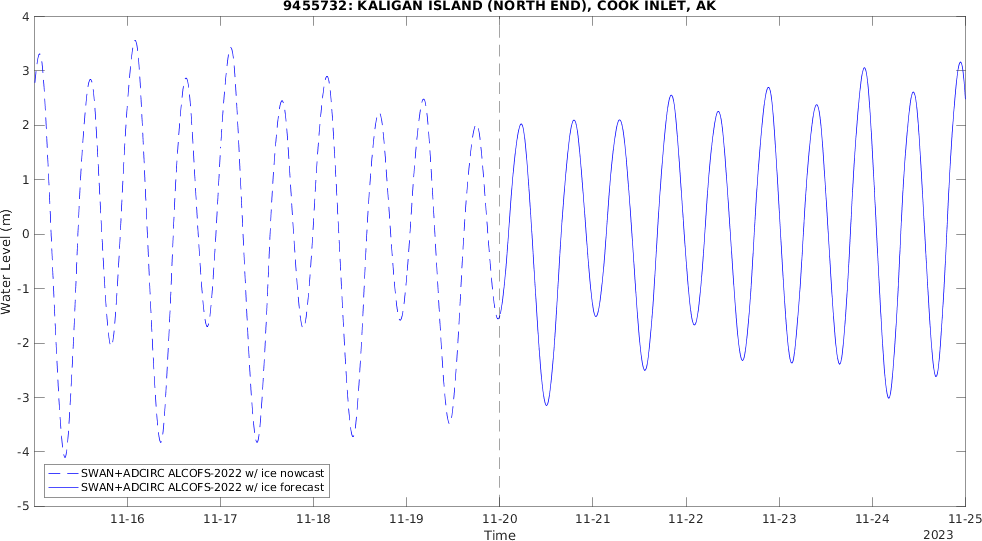 9455732: KALIGAN ISLAND (NORTH END), COOK INLET, AK
4
3
2
1
0
-1
-2
-3
-4
-5
Water Level (m)
SWAN+ADCIRC ALCOFS-2022 w/ ice nowcast
SWAN+ADCIRC ALCOFS-2022 w/ ice forecast
11-16 11-17 11-18 11-19 11-20 11-21 11-22 11-23 11-24 11-25
Time
2023